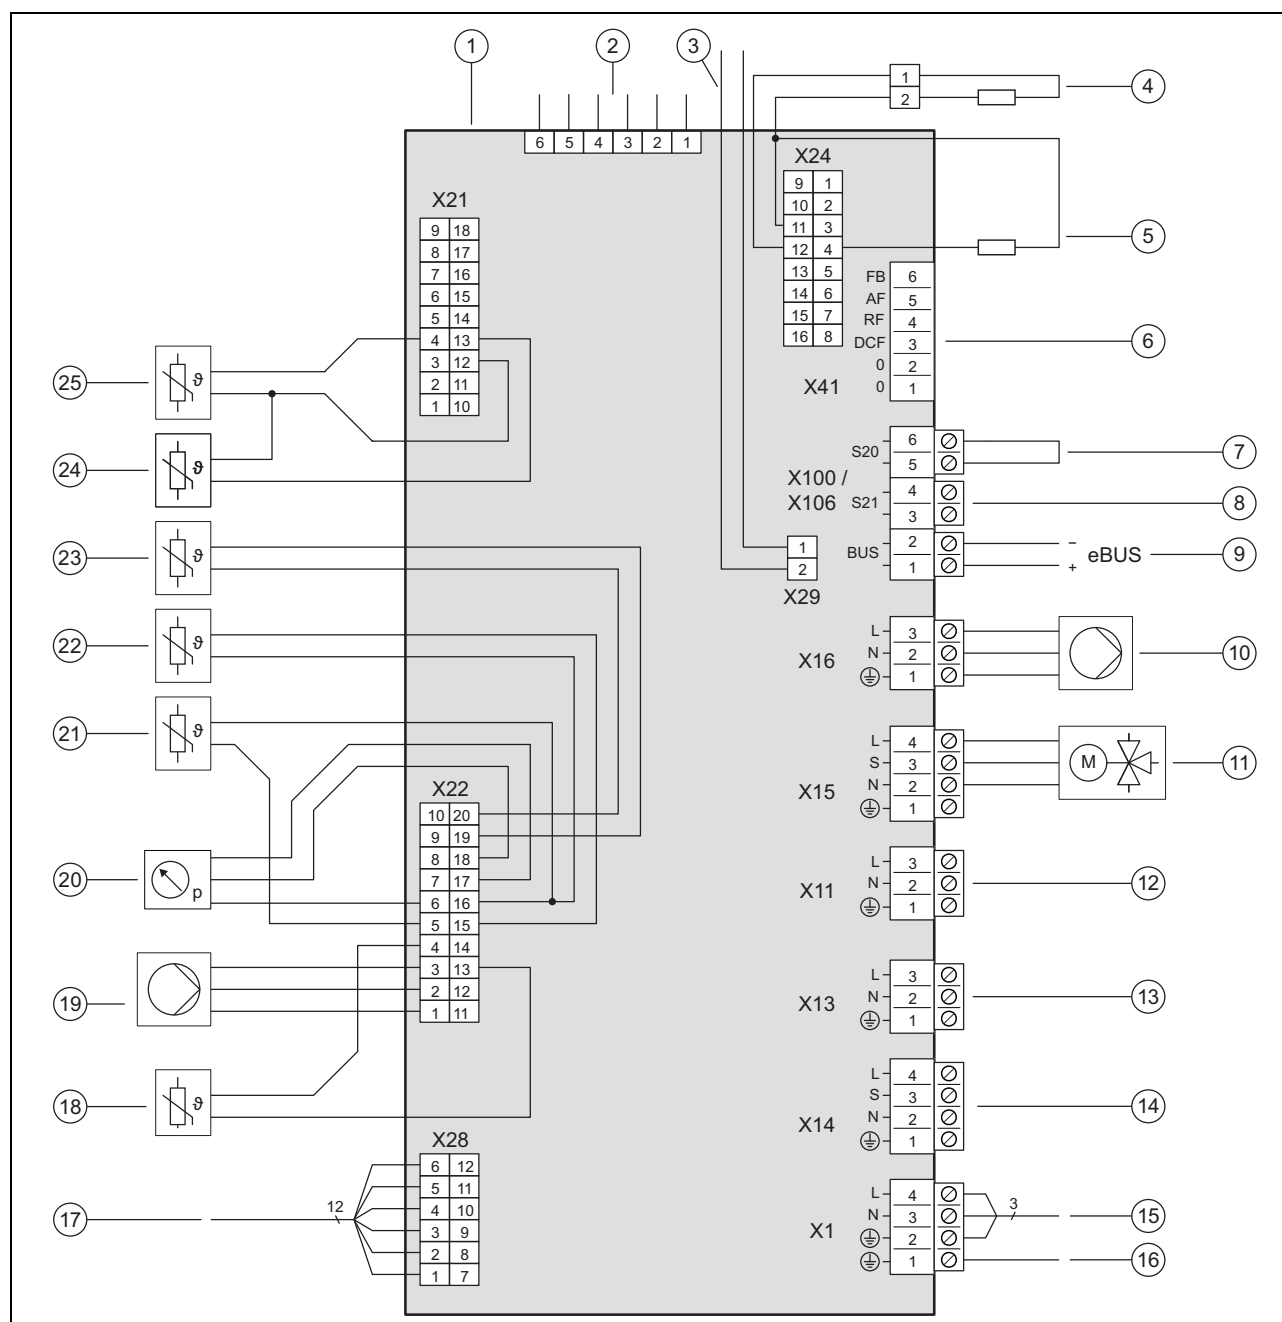 1
2
3
1
4
2
6 5 4 3 2 1
X24
X21
9 1
10 2
11 3
12 4
13 5
14 6
15 7
16 8
5
9 18
8 17
7 16
6 15
5 14
4 13
3 12
2 11
1 10
FB 6
AF 5
RF 4
DCF 3
0 2
0 1
X41
6
25 ϑ
24 ϑ
S20 6
5
7
X100 /
X106
S21 4
3
8
BUS 2
1
− eBUS
+
9
1
2
X29
23 ϑ
22 ϑ
21 ϑ
X16
L 3
N 2
1
10
X15
L 4
S 3
N 2
1
M
11
X22
10 20
9 19
8 18
7 17
6 16
5 15
4 14
3 13
2 12
1 11
20 p
X11
L 3
N 2
1
12
19
X13
L 3
N 2
1
13
18 ϑ
X14
L 4
S 3
N 2
1
14
X28
6 12
5 11
4 10
3 9
2 8
1 7
17
12
X1
L 4
N 3
2
1
3
15
16